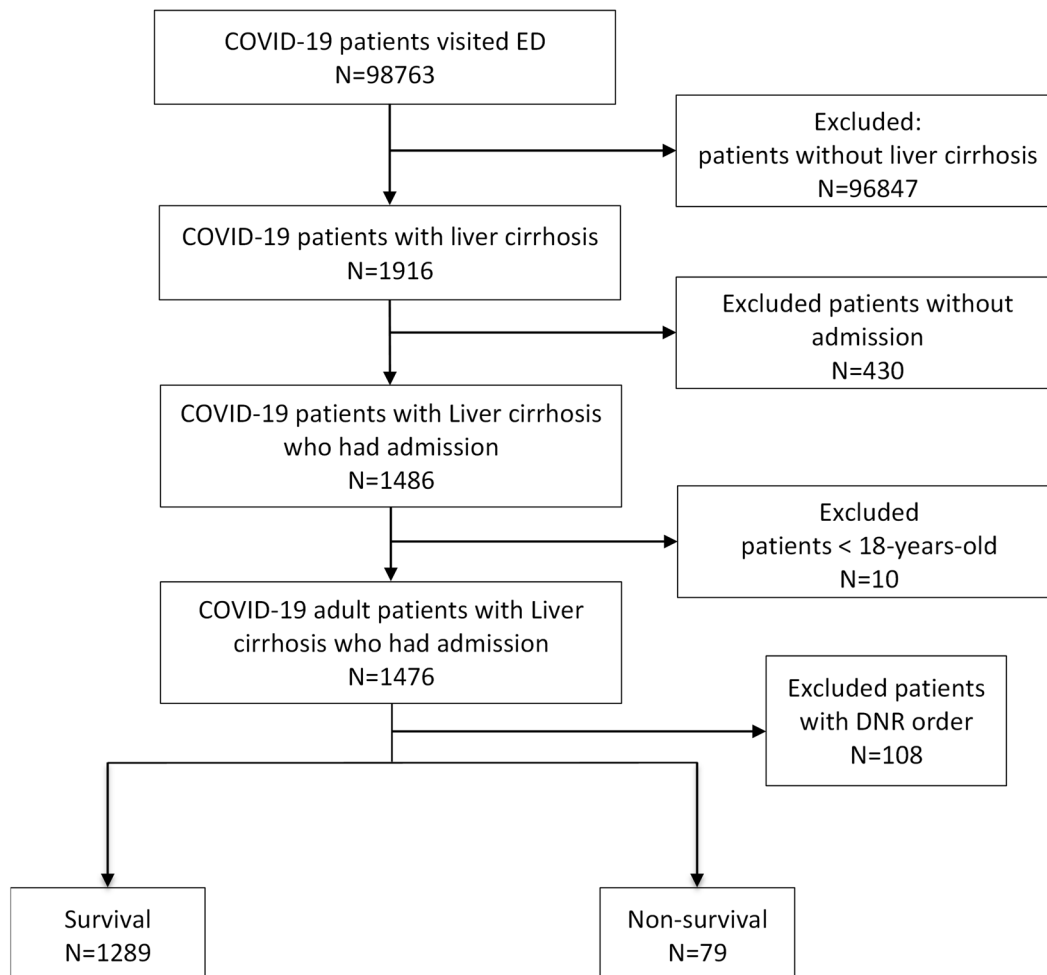 COVID-19 patients visited ED
N=98763
Excluded:
patients without liver cirrhosis
N=96847
COVID-19 patients with liver cirrhosis
N=1916
Excluded patients without
admission
N=430
COVID-19 patients with Liver cirrhosis
who had admission
N=1486
Excluded
patients < 18-years-old
N=10
COVID-19 adult patients with Liver
cirrhosis who had admission
N=1476
Excluded patients
with DNR order
N=108
Survival
N=1289
Non-survival
N=79